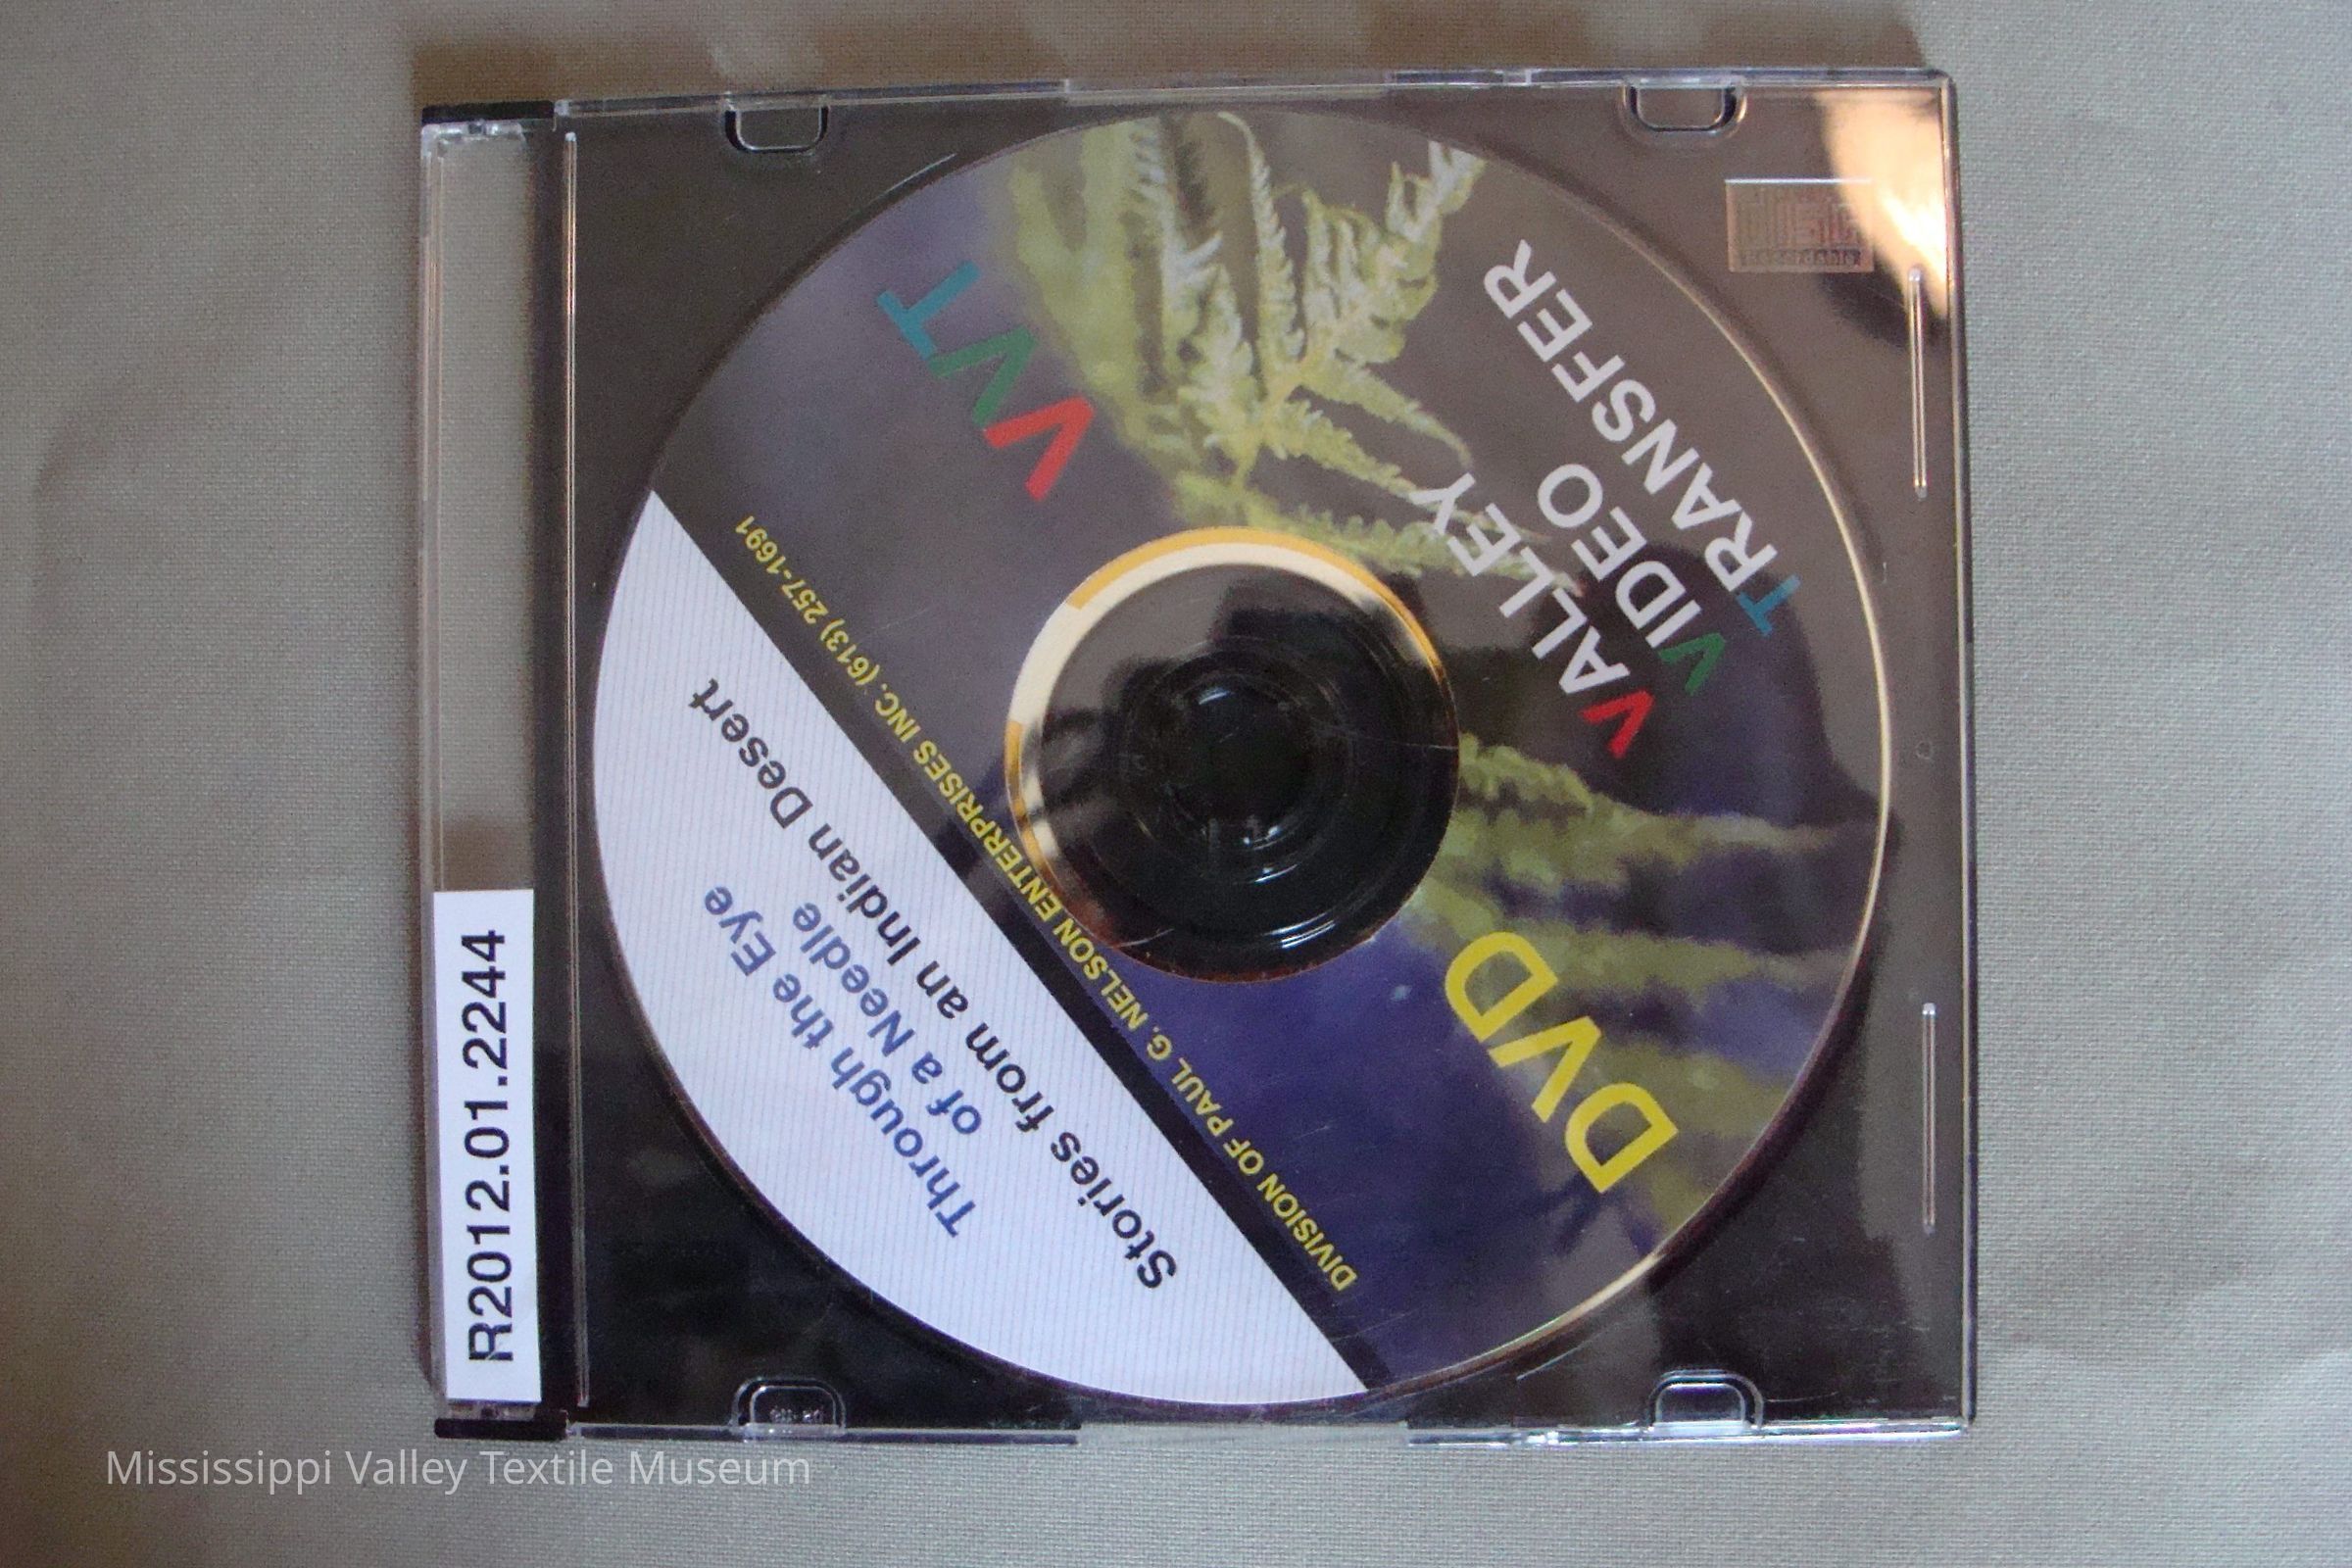 R2012.01.2244
VVT
VALLEY
VIDEO
TRANSFER
DVD
DIVISION OF PAUL G. NELSON ENTERPRISES INC. (613) 257-1691
Stories from an Indian Desert
Through the Eye
of a Needle
Recordable
Mississippi Valley Textile Museum